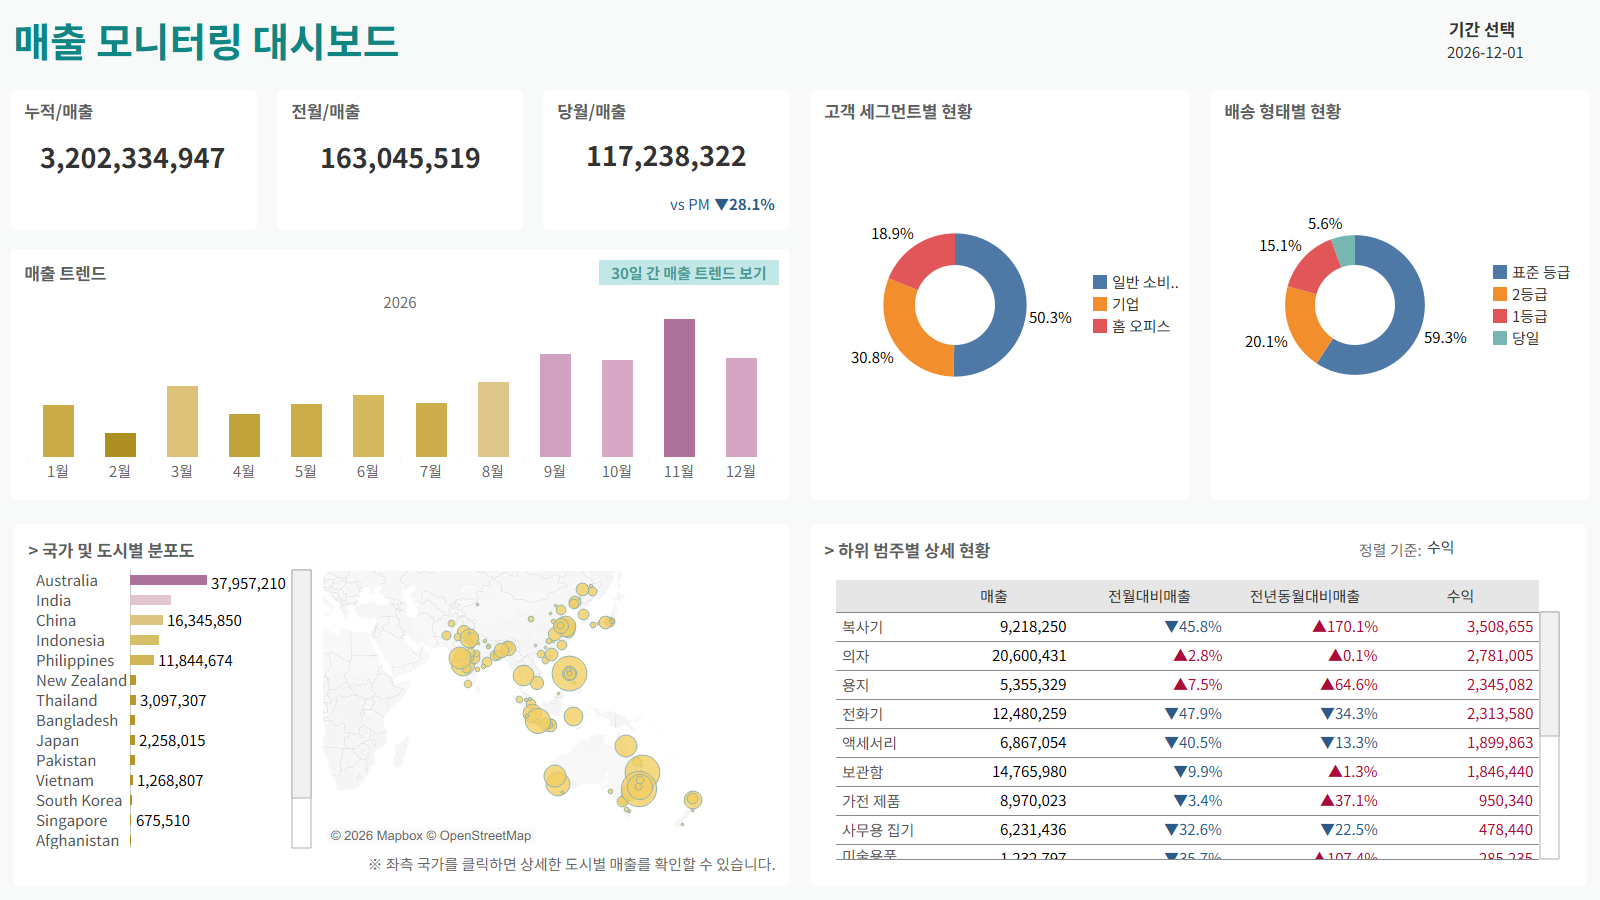 매출 모니터링 대시보드
기간 선택
2026-12-01
누적/매출
3,202,334,947
전월/매출
163,045,519
당월/매출
117,238,322
vs PM ▼28.1%
고객 세그먼트별 현황
18.9%
50.3%
30.8%
일반 소비..
기업
홈 오피스
배송 형태별 현황
5.6%
15.1%
20.1%
59.3%
표준 등급
2등급
1등급
당일
매출 트렌드
30일 간 매출 트렌드 보기
2026
1월 2월 3월 4월 5월 6월 7월 8월 9월 10월 11월 12월
> 국가 및 도시별 분포도
Australia 37,957,210
India
China 16,345,850
Indonesia
Philippines 11,844,674
New Zealand
Thailand 3,097,307
Bangladesh
Japan 2,258,015
Pakistan
Vietnam 1,268,807
South Korea
Singapore 675,510
Afghanistan
© 2026 Mapbox © OpenStreetMap
※ 좌측 국가를 클릭하면 상세한 도시별 매출를 확인할 수 있습니다.
> 하위 범주별 상세 현황
정렬 기준: 수익
매출 전월대비매출 전년동월대비매출 수익
복사기 9,218,250 ▼45.8% ▲170.1% 3,508,655
의자 20,600,431 ▲2.8% ▲0.1% 2,781,005
용지 5,355,329 ▲7.5% ▲64.6% 2,345,082
전화기 12,480,259 ▼47.9% ▼34.3% 2,313,580
액세서리 6,867,054 ▼40.5% ▼13.3% 1,899,863
보관함 14,765,980 ▼9.9% ▲1.3% 1,846,440
가전 제품 8,970,023 ▼3.4% ▲37.1% 950,340
사무용 집기 6,231,436 ▼32.6% ▼22.5% 478,440
미술용품 1,232,797 ▼35.7% ▲107.4% 285,235